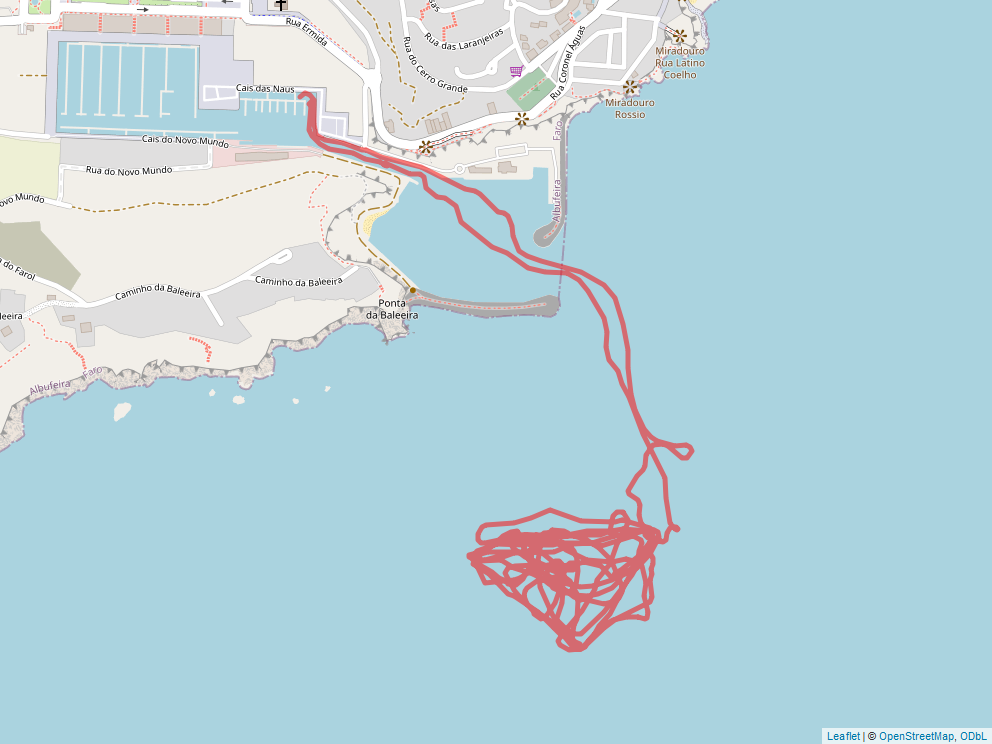 Rua Ermida
Rua das Laranjeiras
Rua do Cerro Grande
Rua Coronel Águas
Miradouro
Rua Latino
Coelho
Miradouro
Rossio
Cais das Naus
Cais do Novo Mundo
Rua do Novo Mundo
Novo Mundo
Faro
Albufeira
Caminho da Baleeira
Caminho da Baleeira
Ponta
da Baleeira
Albufeira
Faro
Leaflet | © OpenStreetMap, ODbL